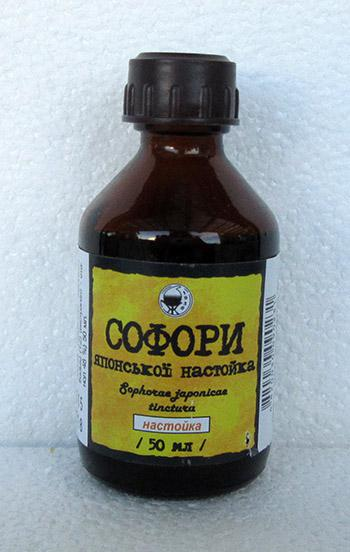 СОФОРИ
ЯПОНСЬКОЇ НАСТОЙКА
Sophorae japonicae
tinctura
настойка
/ 50 мл /